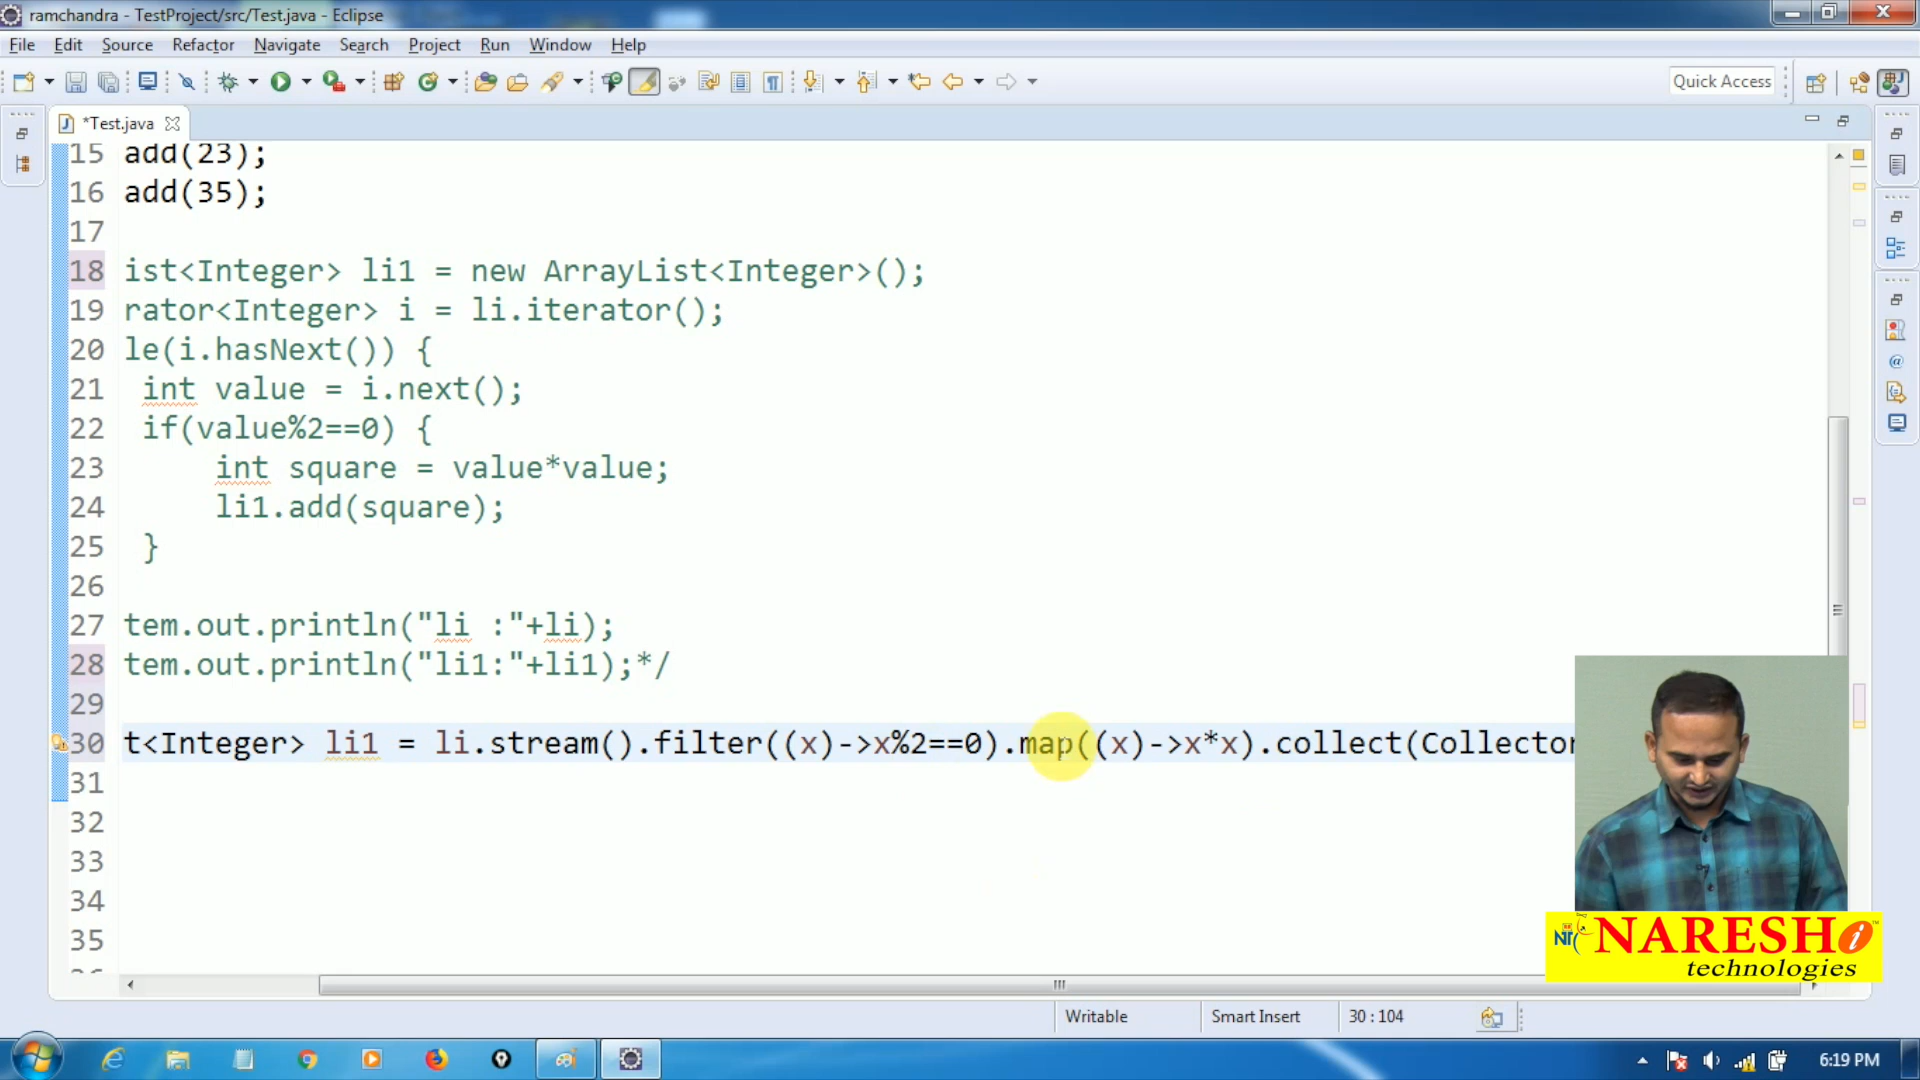 ramchandra - TestProject/src/Test.java - Eclipse
File Edit Source Refactor Navigate Search Project Run Window Help
Quick Access
*Test.java
15 add(23);
16 add(35);
17
18 ist<Integer> li1 = new ArrayList<Integer>();
19 rator<Integer> i = li.iterator();
20 le(i.hasNext()) {
21 int value = i.next();
22 if(value%2==0) {
23 int square = value*value;
24 li1.add(square);
25 }
26
27 tem.out.println("li :"+li);
28 tem.out.println("li1:"+li1);*/
29
30 t<Integer> li1 = li.stream().filter((x)->x%2==0).map((x)->x*x).collect(Collector
31
32
33
34
35
NARESH i
technologies
Writable Smart Insert 30 : 104
6:19 PM